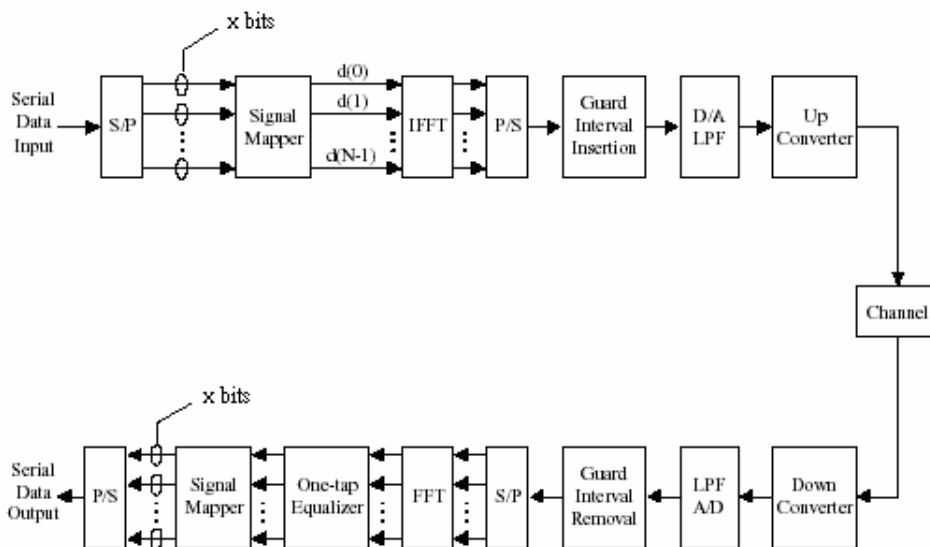 x bits
Serial
Data
Input
S/P
Signal
Mapper
d(0)
d(1)
d(N-1)
IFFT
P/S
Guard
Interval
Insertion
D/A
LPF
Up
Converter
Channel
x bits
Serial
Data
Output
P/S
Signal
Mapper
One-tap
Equalizer
FFT
S/P
Guard
Interval
Removal
LPF
A/D
Down
Converter